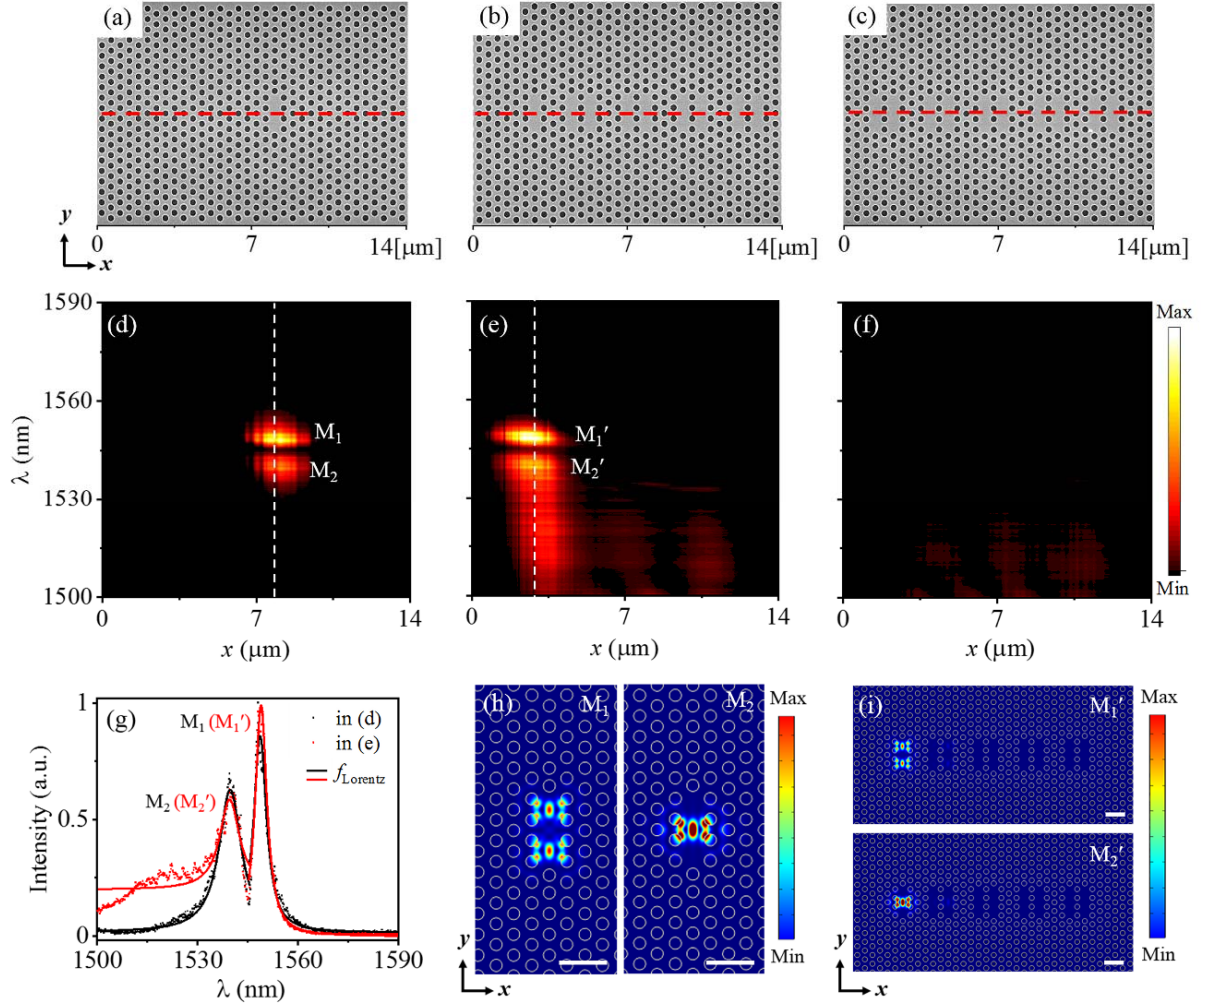 (a) (b) (c)
y
x
0 7 14[μm] 0 7 14[μm] 0 7 14[μm]
1590
1560
1530
1500
λ (nm)
(d) M₁ M₂
(e) M₁′ M₂′
(f)
Max
Min
0 7 14 0 7 14 0 7 14
x (μm) x (μm) x (μm)
(g)
1
0.5
0
Intensity (a.u.)
M₁ (M₁′)
M₂ (M₂′)
in (d)
in (e)
fLorentz
1500 1530 1560 1590
λ (nm)
(h) M₁ M₂
Max
Min
y
x
(i) M₁′
M₂′
Max
Min
y
x